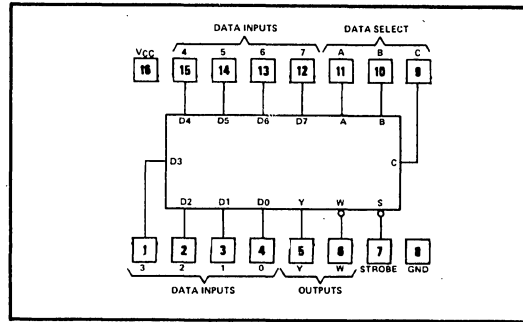 DATA INPUTS DATA SELECT
VCC 4 5 6 7 A B C
16 15 14 13 12 11 10 9
D4 D5 D6 D7 A B
D3 C
D2 D1 D0 Y W S
1 2 3 4 5 6 7 8
3 2 1 0 Y W STROBE GND
DATA INPUTS OUTPUTS